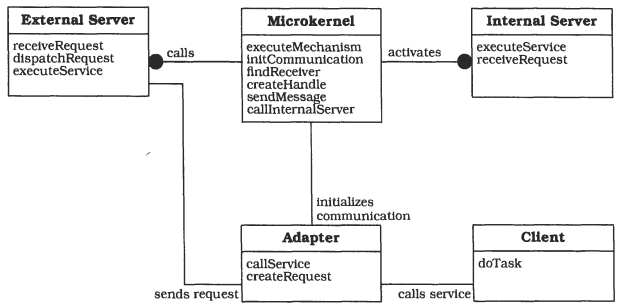 External Server
receiveRequest
dispatchRequest
executeService
calls
Microkernel
executeMechanism
initCommunication
findReceiver
createHandle
sendMessage
callInternalServer
activates
Internal Server
executeService
receiveRequest
initializes
communication
Adapter
callService
createRequest
sends request
calls service
Client
doTask